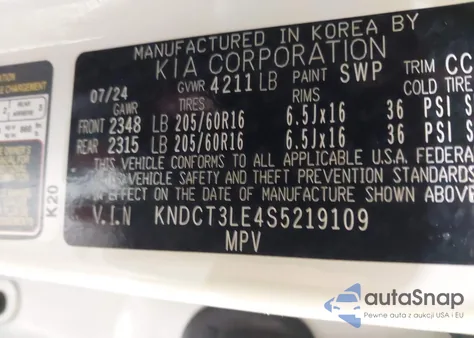 MANUFACTURED IN KOREA BY
KIA CORPORATION
07/24 GVWR 4211 LB PAINT SWP TRIM CC
GAWR TIRES RIMS COLD TIRE
FRONT 2348 LB 205/60R16 6.5Jx16 36 PSI
REAR 2315 LB 205/60R16 6.5Jx16 36 PSI
THIS VEHICLE CONFORMS TO ALL APPLICABLE U.S.A. FEDERA
VEHICLE SAFETY AND THEFT PREVENTION STANDARDS
EFFECT ON THE DATE OF MANUFACTURE SHOWN ABOVE
V.I.N KNDCT3LE4S5219109
MPV
K20
autoSnap
Pewne auta z aukcji USA i EU